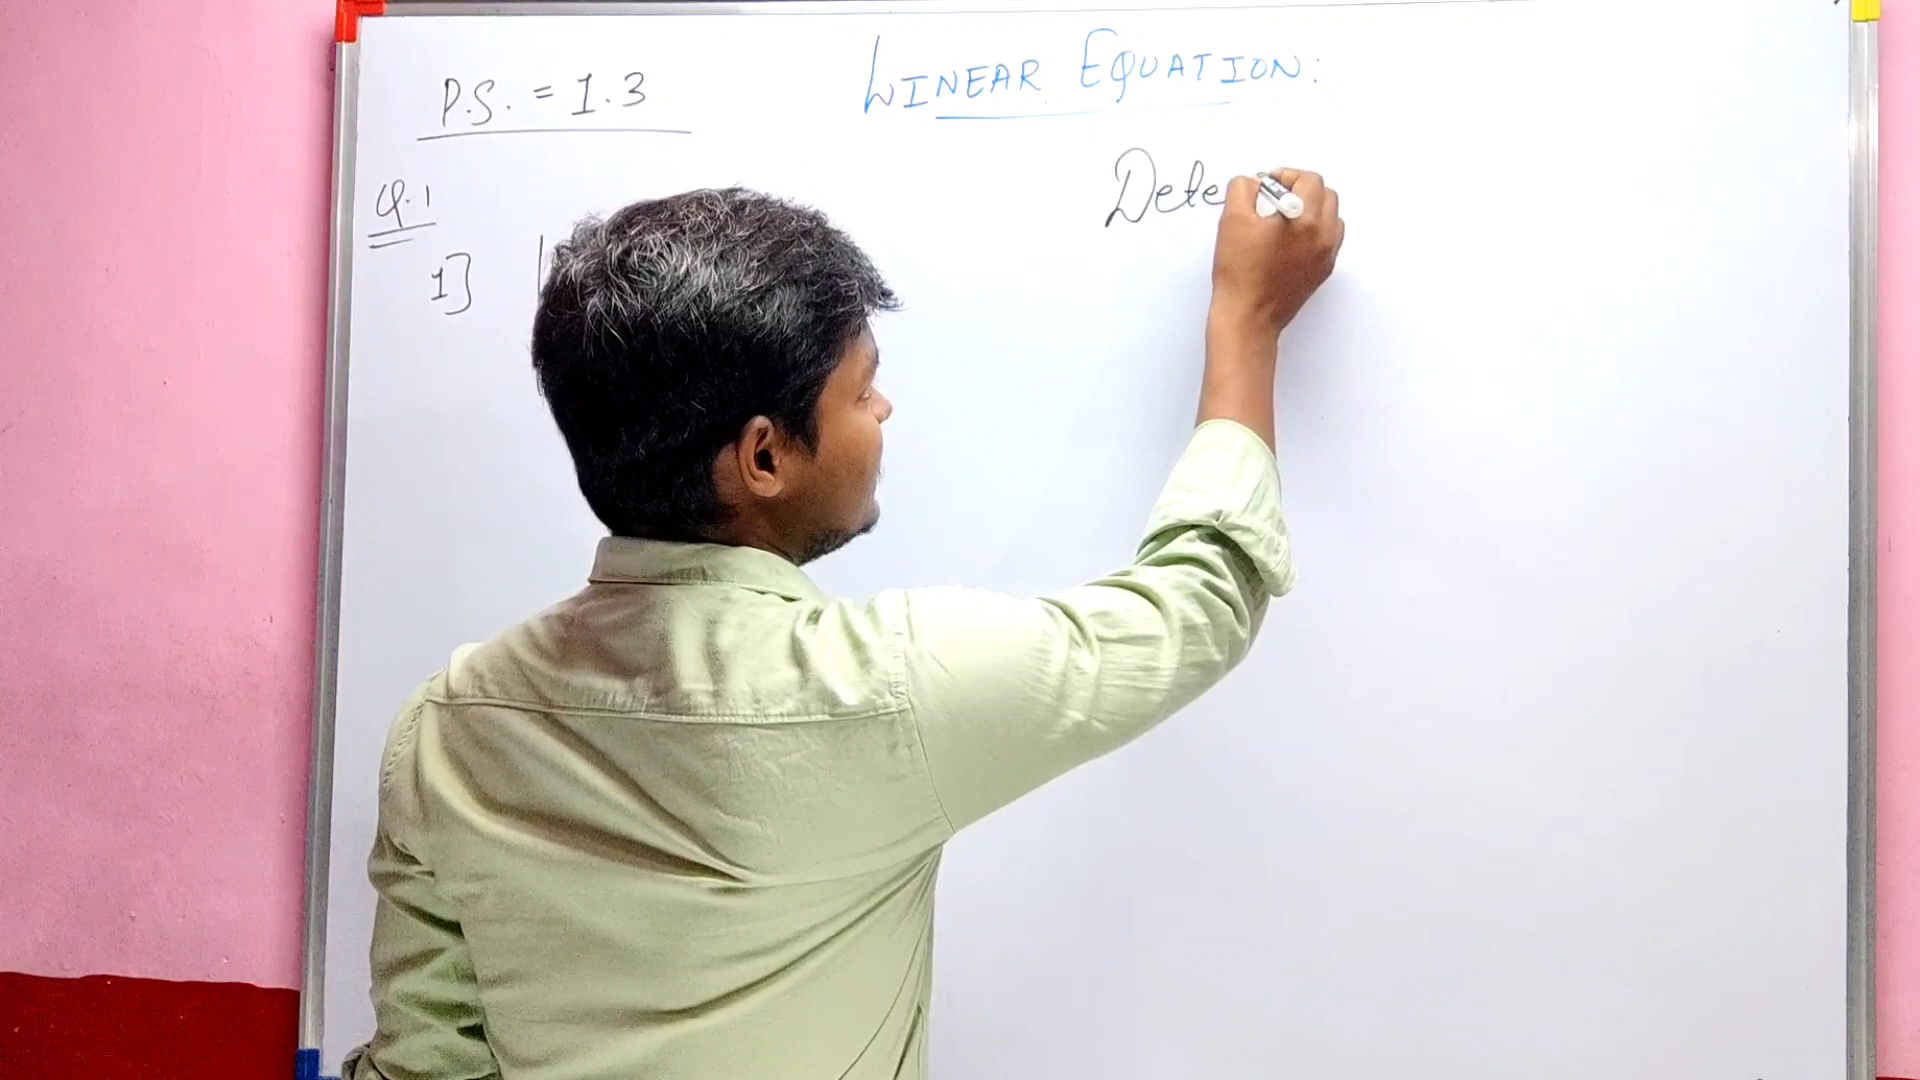 P.S. = 1.3
LINEAR EQUATION:
Dete
Q.1
1]